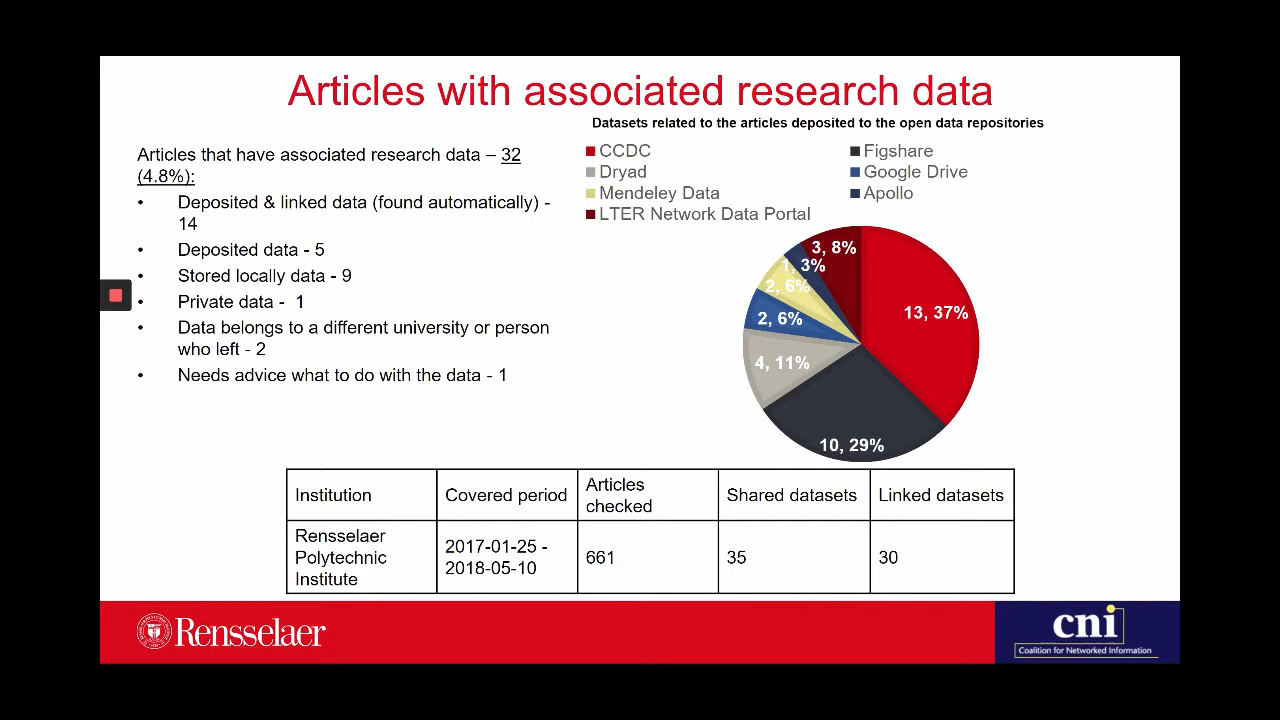 Articles with associated research data
Datasets related to the articles deposited to the open data repositories
Articles that have associated research data – 32
(4.8%):
• Deposited & linked data (found automatically) -
14
• Deposited data - 5
• Stored locally data - 9
• Private data - 1
• Data belongs to a different university or person
who left - 2
• Needs advice what to do with the data - 1
CCDC
Figshare
Dryad
Google Drive
Mendeley Data
Apollo
LTER Network Data Portal
3, 8%
1, 3%
2, 6%
2, 6%
4, 11%
13, 37%
10, 29%
Institution
Covered period
Articles
checked
Shared datasets
Linked datasets
Rensselaer
Polytechnic
Institute
2017-01-25 -
2018-05-10
661
35
30
Rensselaer
cni
Coalition for Networked Information